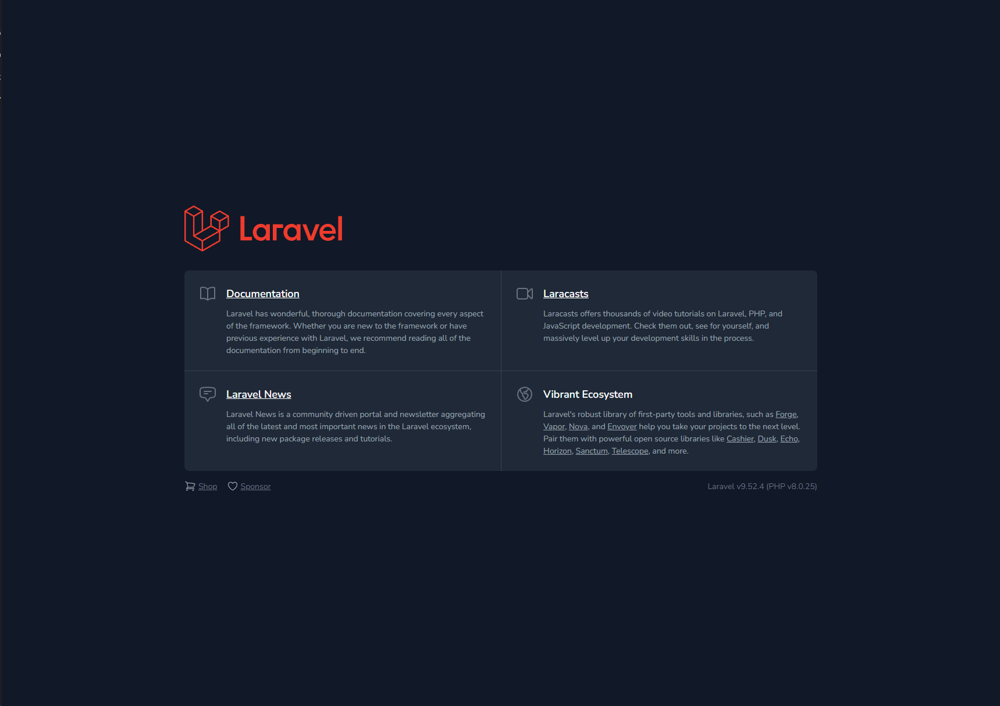 Laravel
Documentation
Laravel has wonderful, thorough documentation covering every aspect
of the framework. Whether you are new to the framework or have
previous experience with Laravel, we recommend reading all of the
documentation from beginning to end.
Laracasts
Laracasts offers thousands of video tutorials on Laravel, PHP, and
JavaScript development. Check them out, see for yourself, and
massively level up your development skills in the process.
Laravel News
Laravel News is a community driven portal and newsletter aggregating
all of the latest and most important news in the Laravel ecosystem,
including new package releases and tutorials.
Vibrant Ecosystem
Laravel's robust library of first-party tools and libraries, such as Forge,
Vapor, Nova, and Envoyer help you take your projects to the next level.
Pair them with powerful open source libraries like Cashier, Dusk, Echo,
Horizon, Sanctum, Telescope, and more.
Shop Sponsor
Laravel v9.52.4 (PHP v8.0.25)